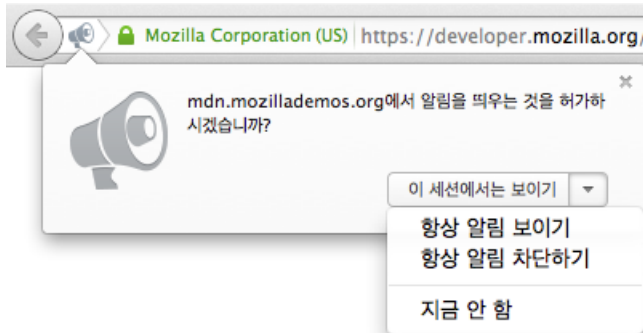 Mozilla Corporation (US) https://developer.mozilla.org/
mdn.mozillademos.org에서 알림을 띄우는 것을 허가하
시겠습니까?
이 세션에서는 보이기
항상 알림 보이기
항상 알림 차단하기
지금 안 함